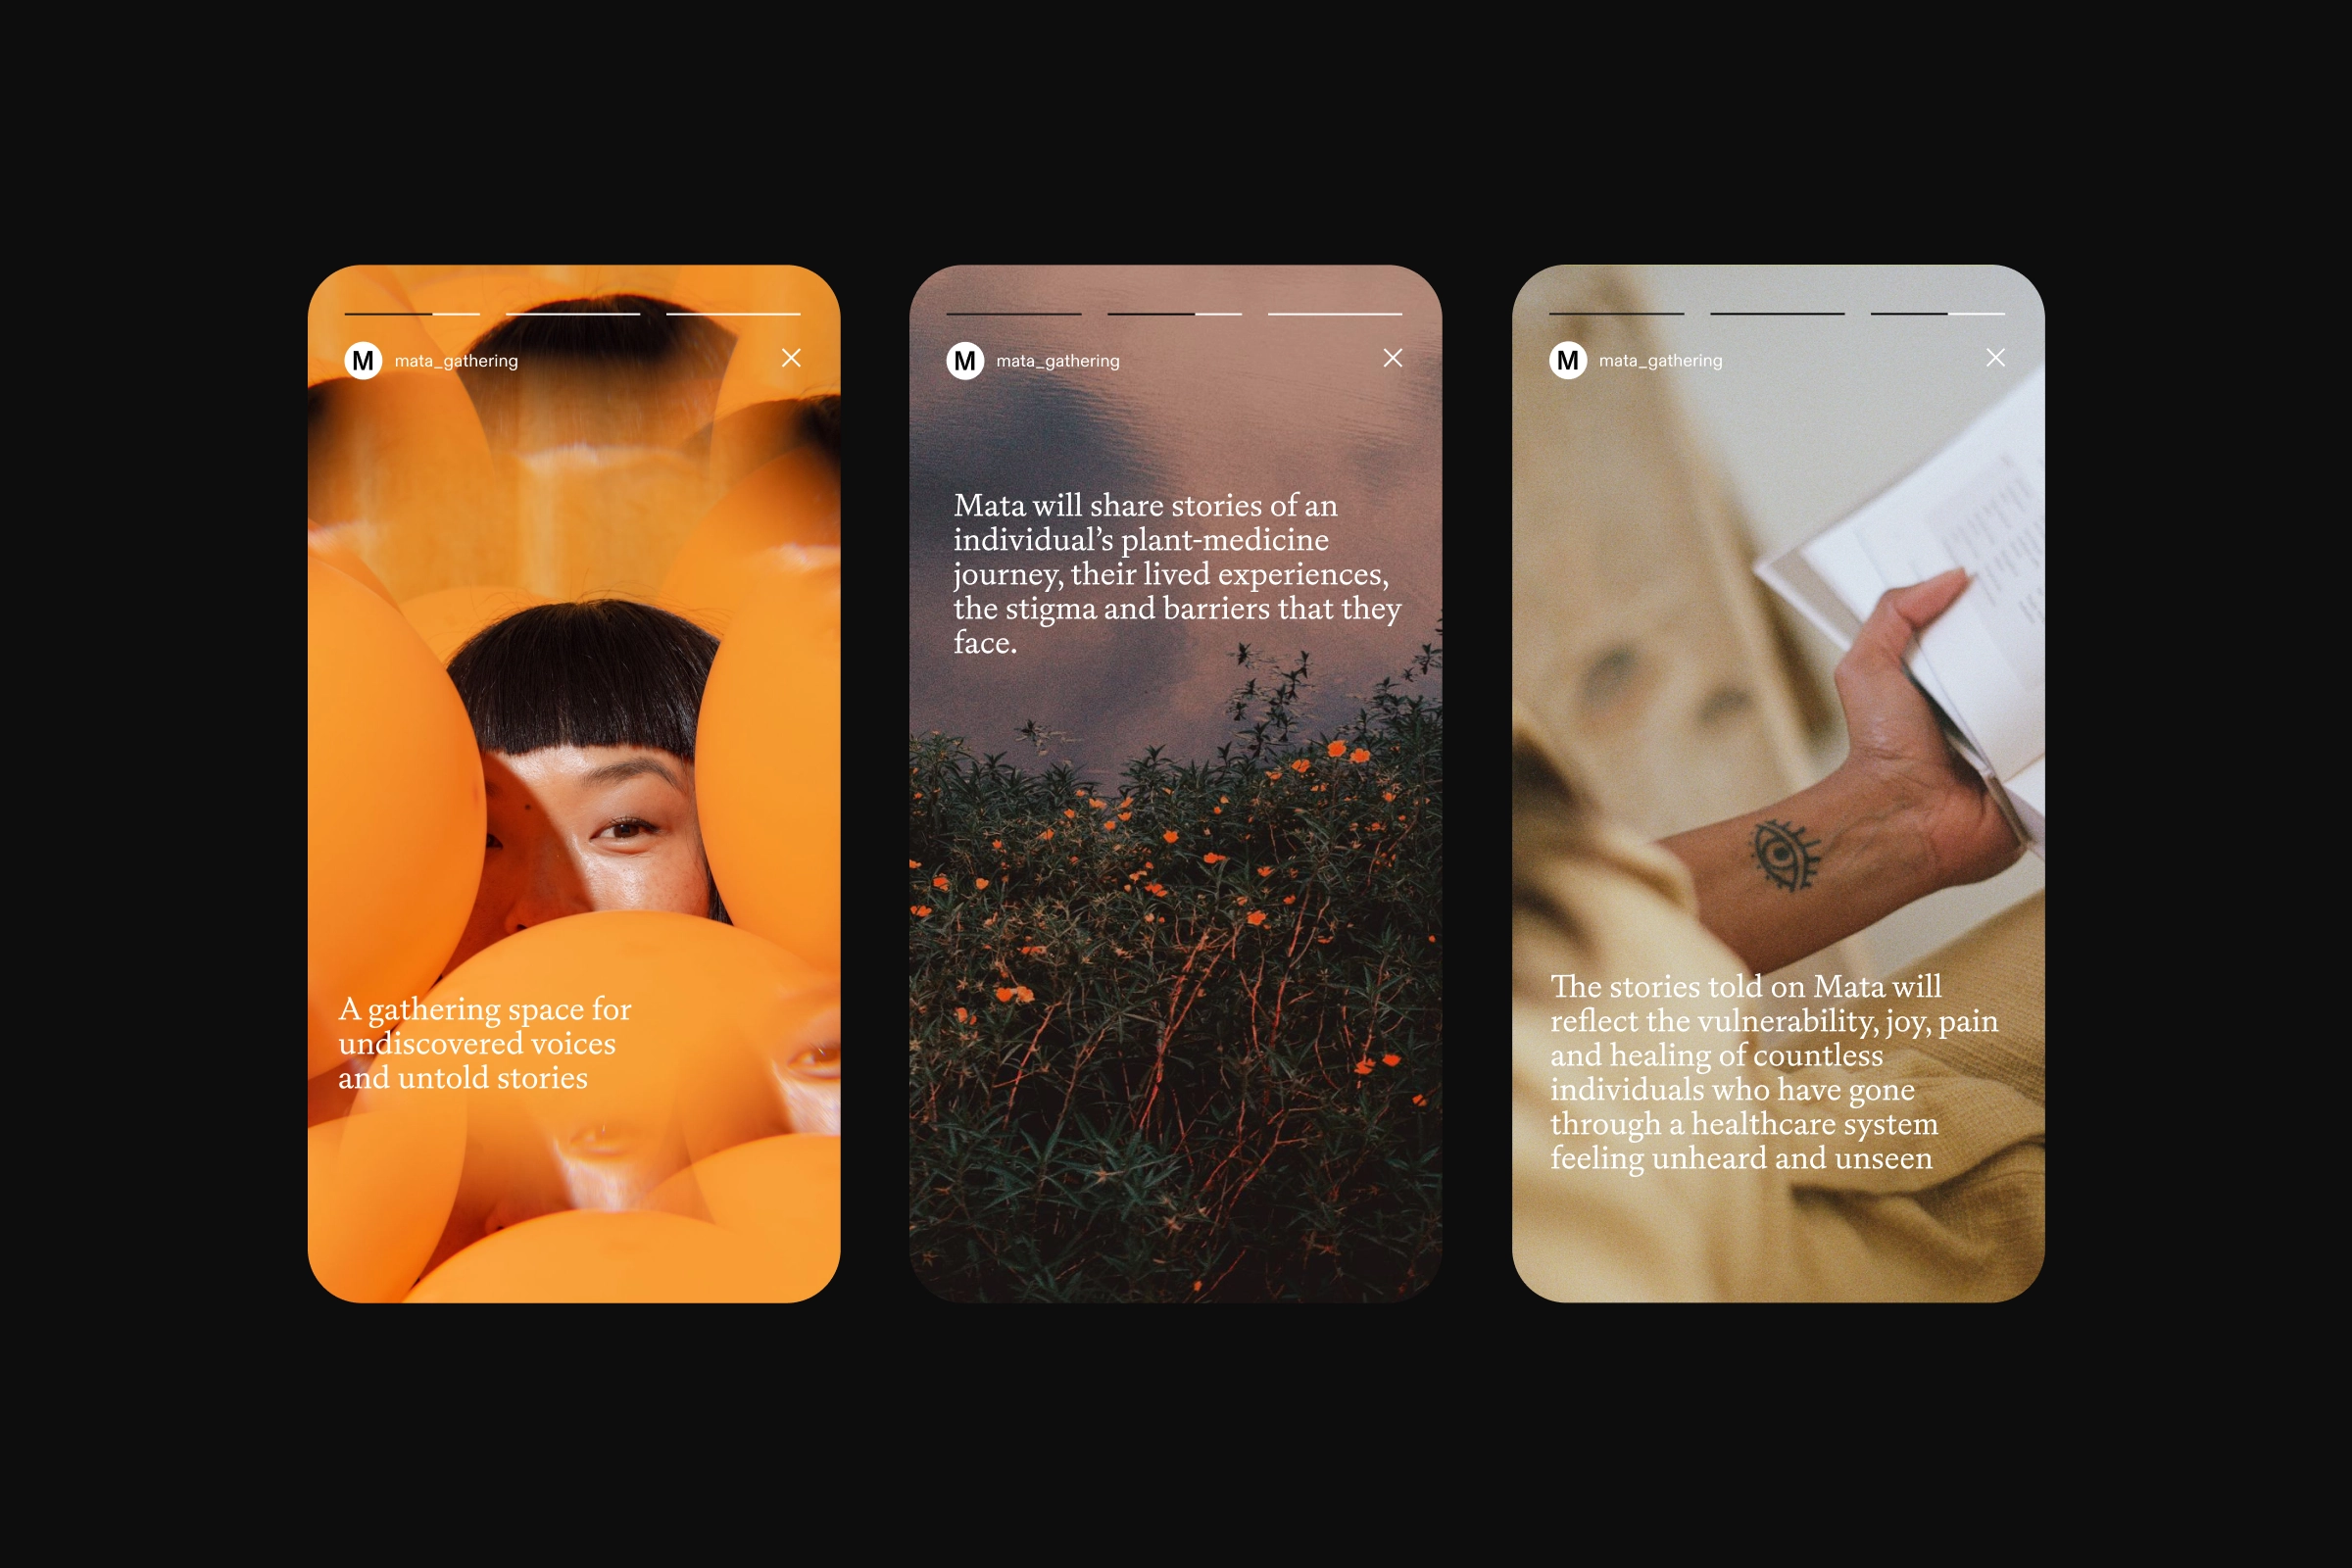 M mata_gathering
A gathering space for
undiscovered voices
and untold stories
M mata_gathering
Mata will share stories of an
individual’s plant-medicine
journey, their lived experiences,
the stigma and barriers that they
face.
M mata_gathering
The stories told on Mata will
reflect the vulnerability, joy, pain
and healing of countless
individuals who have gone
through a healthcare system
feeling unheard and unseen